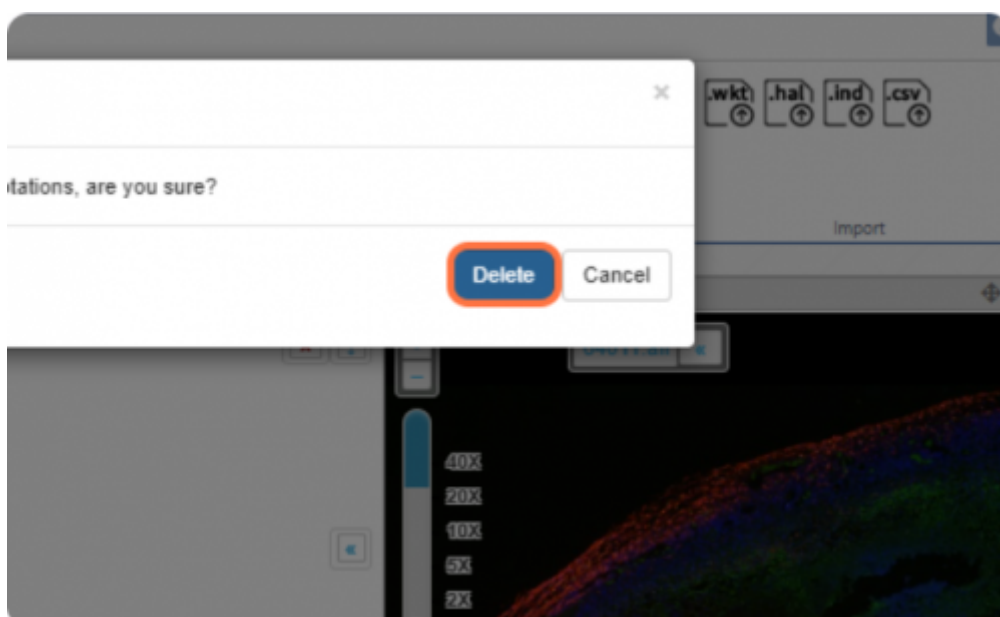 .wkt .hal .ind .csv
tations, are you sure?
Import
Delete Cancel
40X
20X
10X
5X
2X